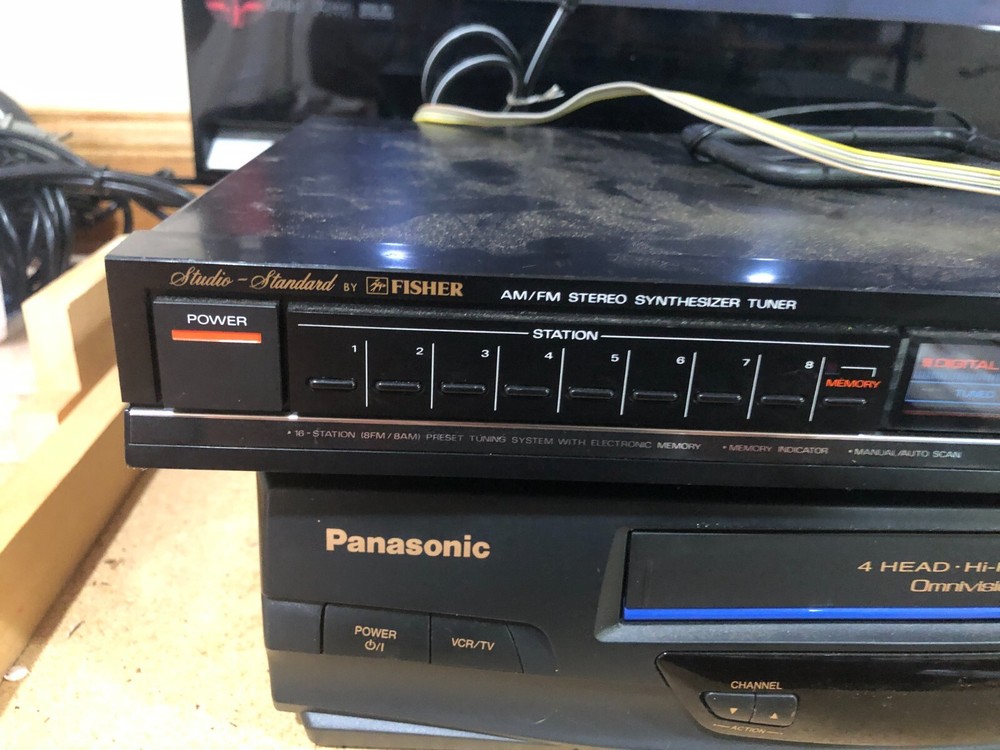 Studio-Standard BY FISHER
AM/FM STEREO SYNTHESIZER TUNER
POWER
STATION
1 2 3 4 5 6 7 8
MEMORY
DIGITAL
TUNED
• 16-STATION (8FM/8AM) PRESET TUNING SYSTEM WITH ELECTRONIC MEMORY • MEMORY INDICATOR • MANUAL/AUTO SCAN
Panasonic
4 HEAD · Hi-
POWER
VCR/TV
CHANNEL
ACTION